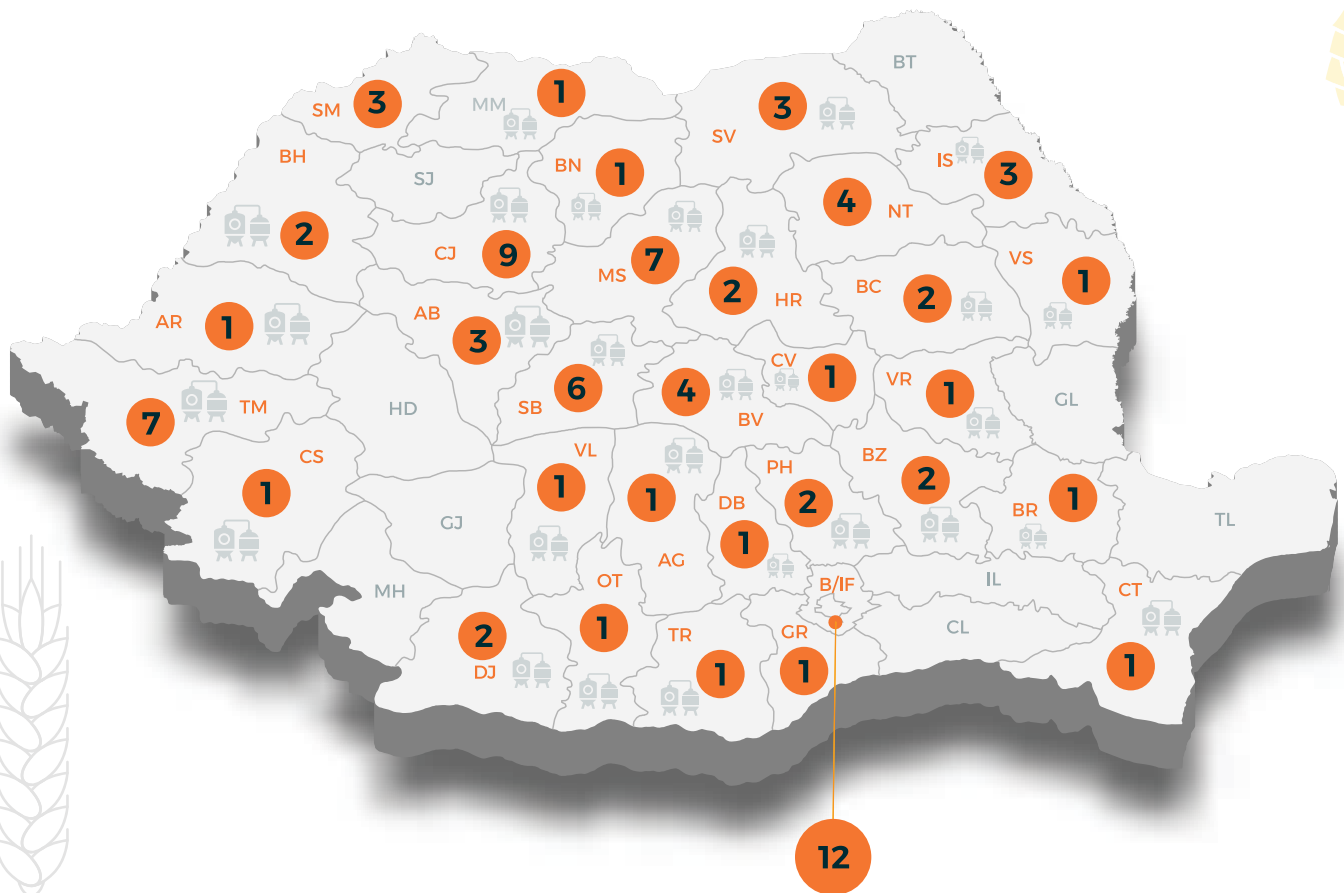 BT
SM 3
MM 1
SV 3
BH 2
SJ
BN 1
IS 3
4 NT
CJ 9
MS 7
2 HR
BC 2
VS 1
AR 1
AB 3
7 TM
HD
SB 6
4 BV
CV 1
VR 1
GL
CS 1
GJ
VL 1
1 AG
DB 1
PH 2
BZ 2
BR 1
TL
MH
2 DJ
OT 1
TR 1
GR 1
B/IF
IL
CL
CT 1
12